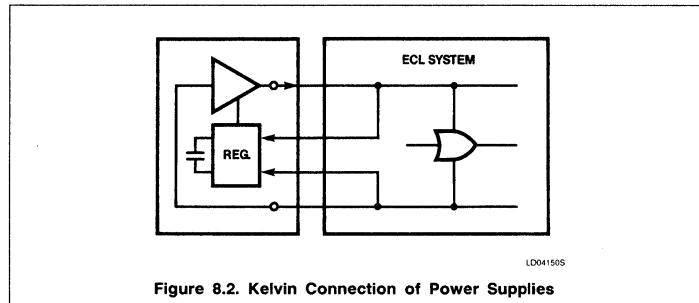 ECL SYSTEM
REG.
LD04150S
Figure 8.2. Kelvin Connection of Power Supplies